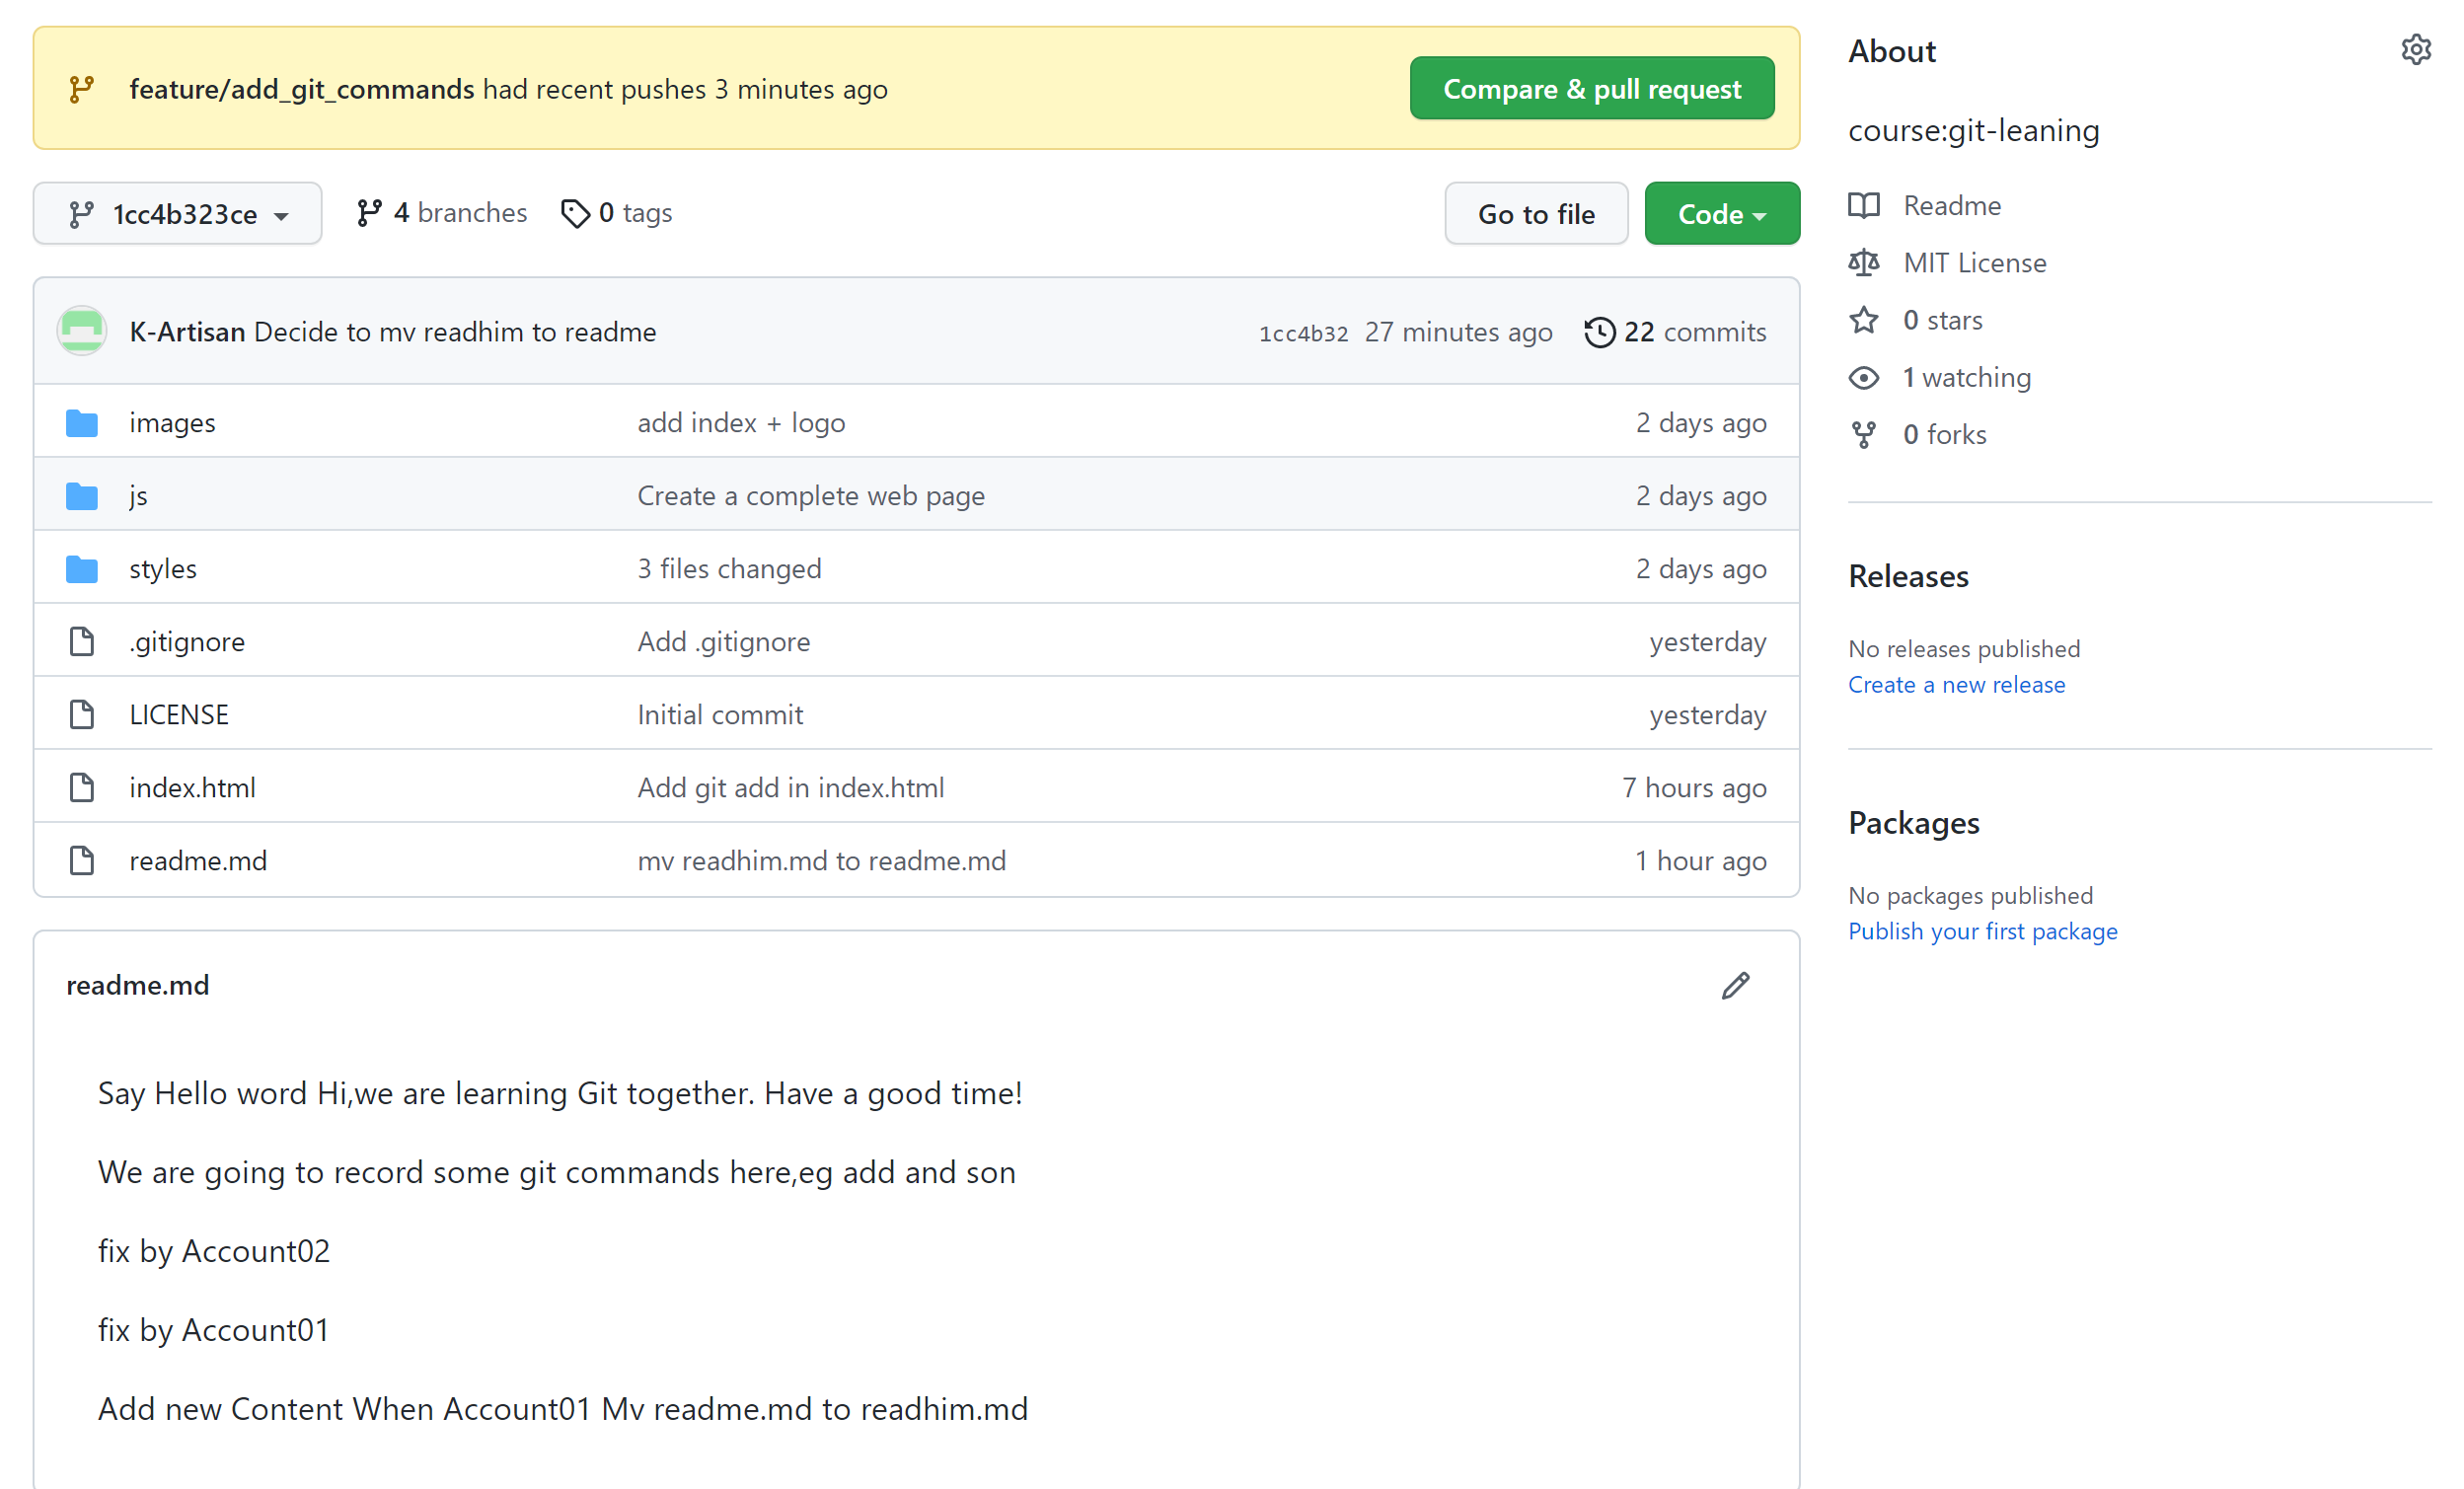 feature/add_git_commands had recent pushes 3 minutes ago
Compare & pull request
1cc4b323ce
4 branches
0 tags
Go to file
Code
K-Artisan Decide to mv readhim to readme
1cc4b32 27 minutes ago
22 commits
images add index + logo 2 days ago
js Create a complete web page 2 days ago
styles 3 files changed 2 days ago
.gitignore Add .gitignore yesterday
LICENSE Initial commit yesterday
index.html Add git add in index.html 7 hours ago
readme.md mv readhim.md to readme.md 1 hour ago
readme.md
Say Hello word Hi,we are learning Git together. Have a good time!
We are going to record some git commands here,eg add and son
fix by Account02
fix by Account01
Add new Content When Account01 Mv readme.md to readhim.md
About
course:git-leaning
Readme
MIT License
0 stars
1 watching
0 forks
Releases
No releases published
Create a new release
Packages
No packages published
Publish your first package